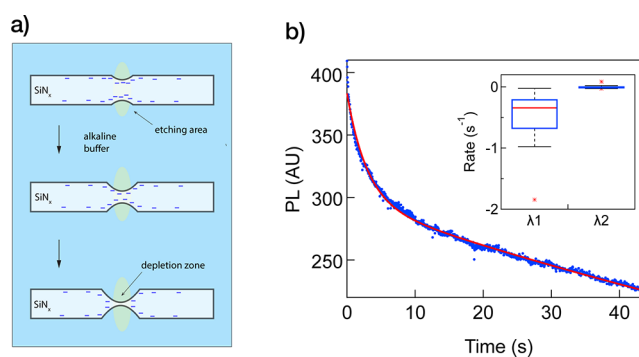 a)
SiNx
etching area
alkaline
buffer
SiNx
depletion zone
SiNx
b)
400
350
300
250
PL (AU)
0
10
20
30
40
Time (s)
0
-1
-2
Rate (s⁻¹)
*
*
λ1
λ2